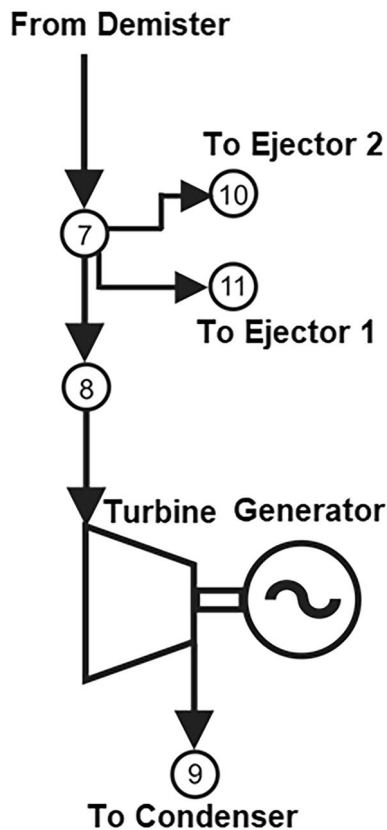 From Demister
To Ejector 2
10
7
11
To Ejector 1
8
Turbine Generator
9
To Condenser